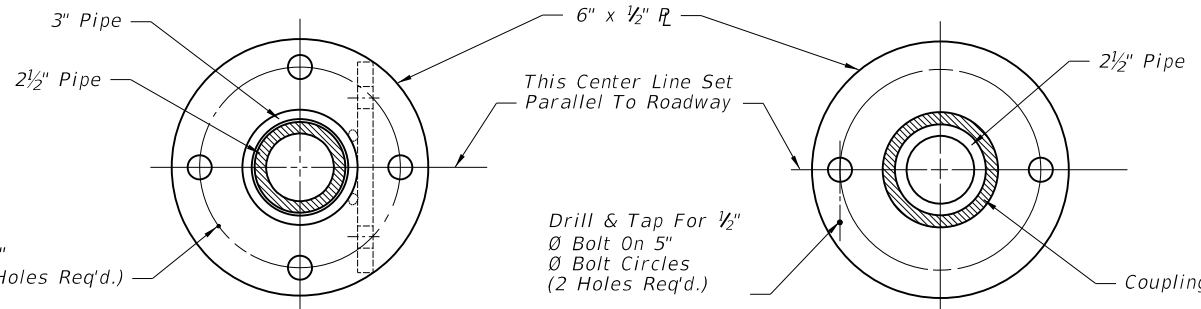 3" Pipe
2½" Pipe
6" x ½" ℄
This Center Line Set
Parallel To Roadway
2½" Pipe
Drill & Tap For ½"
Ø Bolt On 5"
Ø Bolt Circles
(2 Holes Req'd.)
"
Holes Req'd.)
Coupling